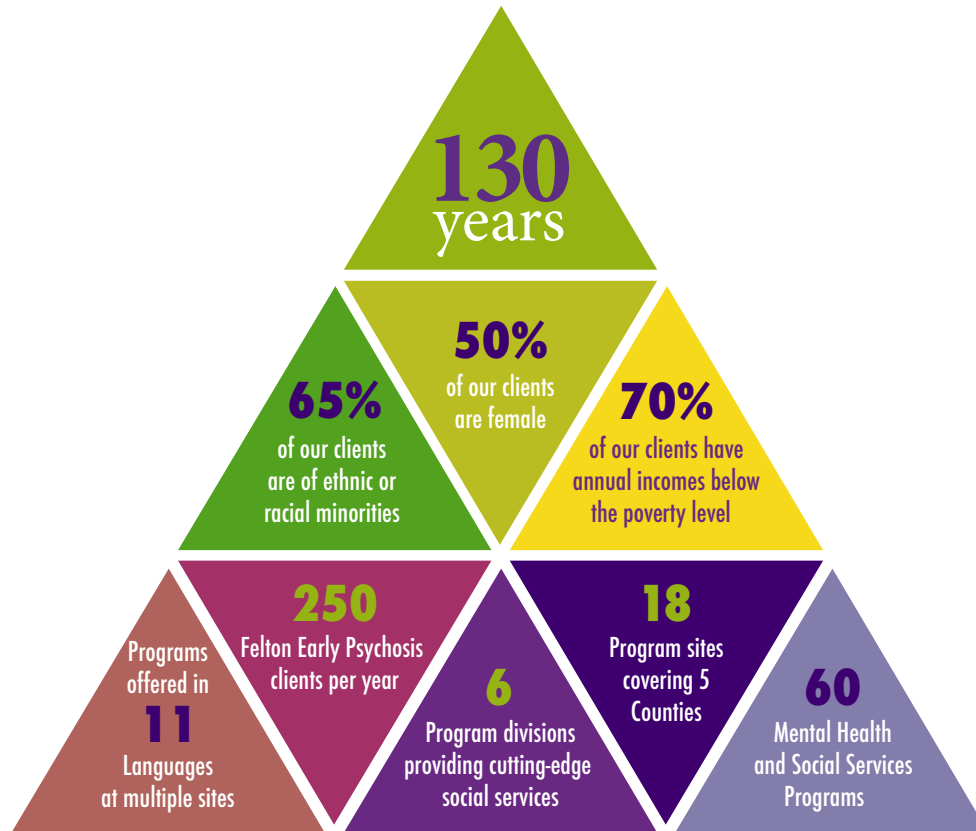 130
years
65%
of our clients
are of ethnic or
racial minorities
50%
of our clients
are female
70%
of our clients have
annual incomes below
the poverty level
Programs
offered in
11
Languages
at multiple sites
250
Felton Early Psychosis
clients per year
6
Program divisions
providing cutting-edge
social services
18
Program sites
covering 5
Counties
60
Mental Health
and Social Services
Programs